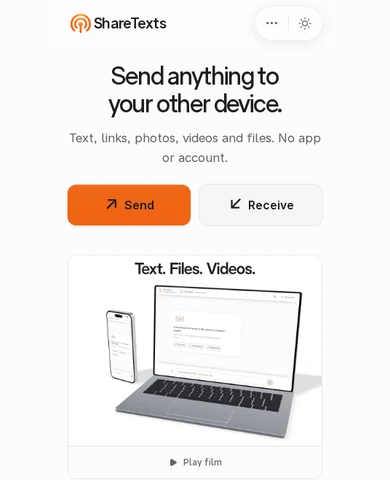 ShareTexts
Send anything to
your other device.
Text, links, photos, videos and files. No app
or account.
Send
Receive
Text. Files. Videos.
Play film